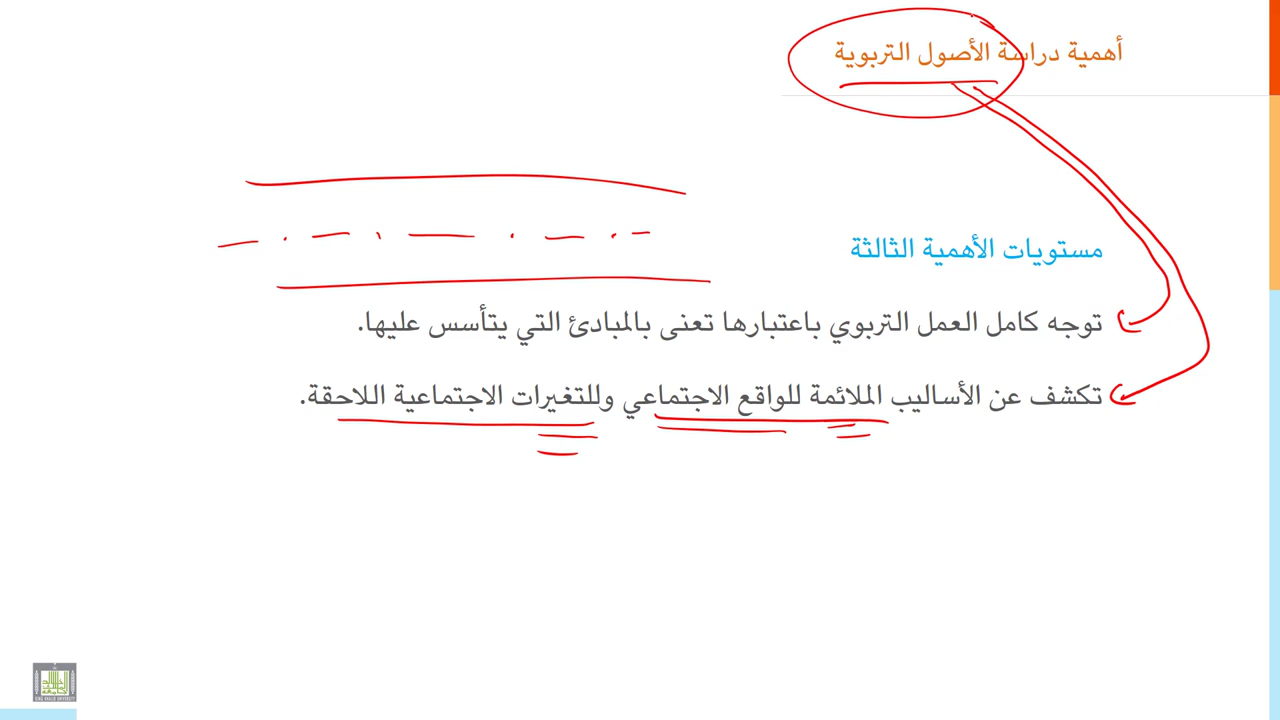 أهمية دراسة الأصول التربوية
مستويات الأهمية الثالثة
توجه كامل العمل التربوي باعتبارها تعنى بالمبادئ التي يتأسس عليها.
تكشف عن الأساليب الملائمة للواقع الاجتماعي وللتغيرات الاجتماعية اللاحقة.